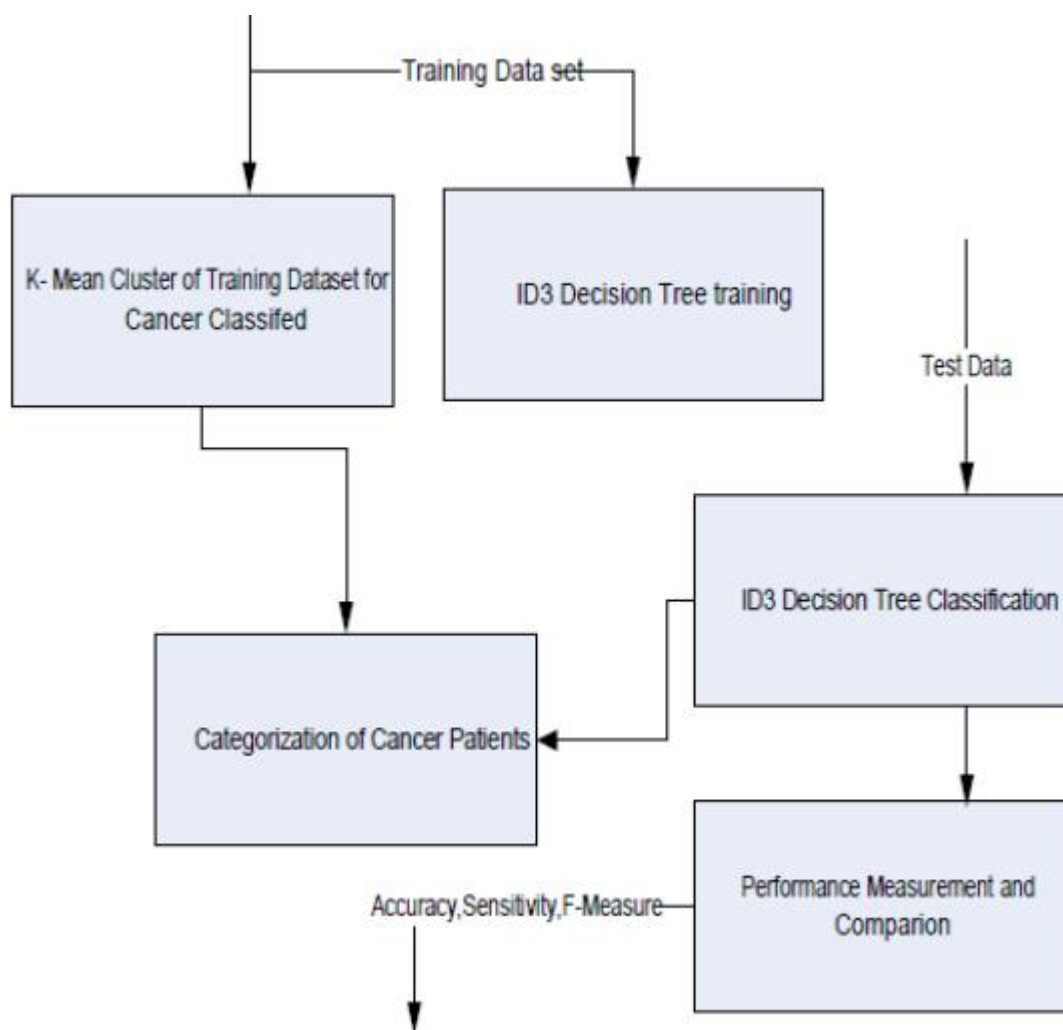 Training Data set
K- Mean Cluster of Training Dataset for
Cancer Classifed
ID3 Decision Tree training
Test Data
ID3 Decision Tree Classification
Categorization of Cancer Patients
Performance Measurement and
Comparion
Accuracy,Sensitivity,F-Measure